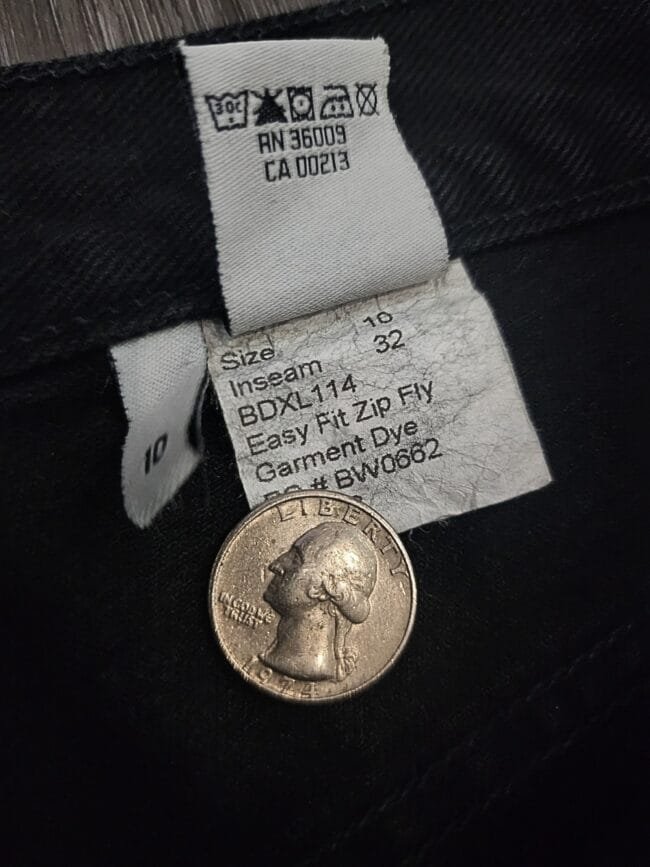 30C
RN 36009
CA 00213
Size 10
Inseam 32
BDXL114
Easy Fit Zip Fly
Garment Dye
# BW0662
10
LIBERTY
IN GOD WE
TRUST
1974